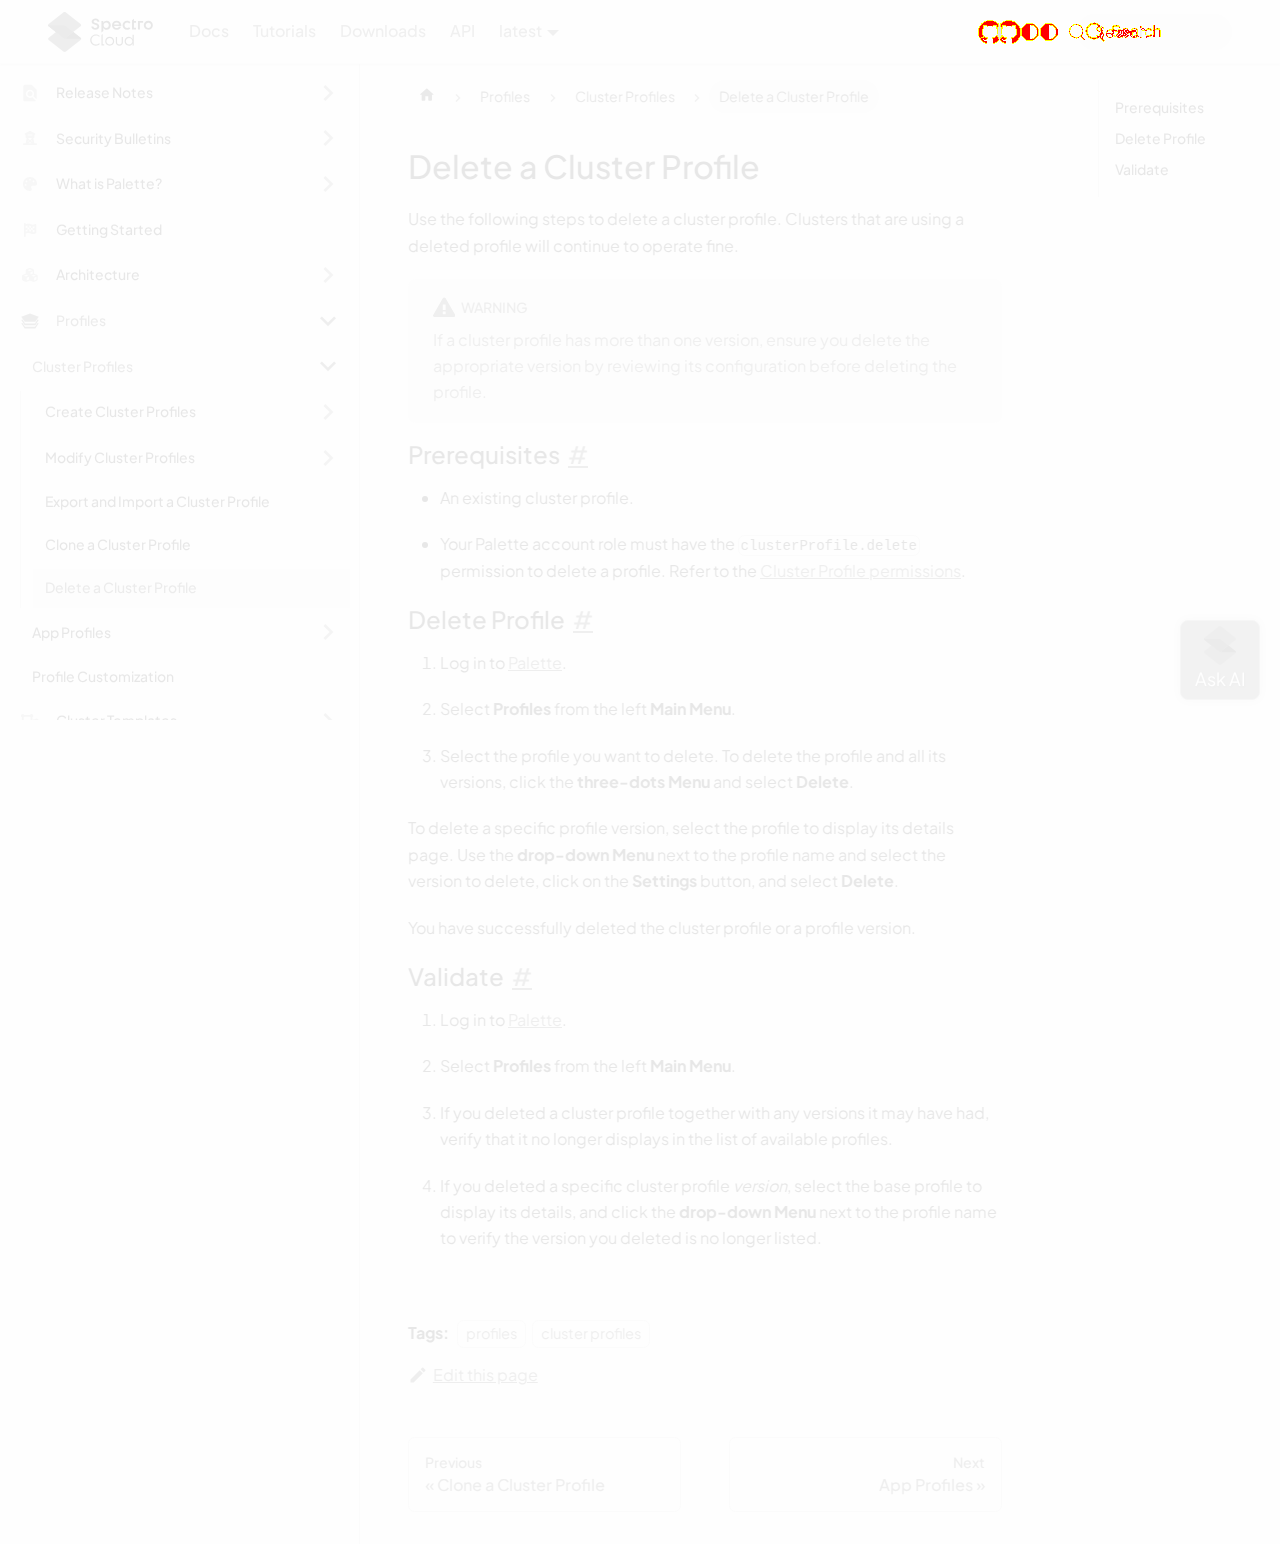 Spectro
Cloud
Docs
Tutorials
Downloads
API
latest
Release Notes
Security Bulletins
What is Palette?
Getting Started
Architecture
Profiles
Cluster Profiles
Create Cluster Profiles
Modify Cluster Profiles
Export and Import a Cluster Profile
Clone a Cluster Profile
Delete a Cluster Profile
App Profiles
Profile Customization
Cluster Templates
Profiles
Cluster Profiles
Delete a Cluster Profile
Delete a Cluster Profile
Use the following steps to delete a cluster profile. Clusters that are using a
deleted profile will continue to operate fine.
WARNING
If a cluster profile has more than one version, ensure you delete the
appropriate version by reviewing its configuration before deleting the
profile.
Prerequisites #
• An existing cluster profile.
• Your Palette account role must have the clusterProfile.delete
permission to delete a profile. Refer to the Cluster Profile permissions.
Delete Profile #
1. Log in to Palette.
2. Select Profiles from the left Main Menu.
3. Select the profile you want to delete. To delete the profile and all its
versions, click the three-dots Menu and select Delete.
To delete a specific profile version, select the profile to display its details
page. Use the drop-down Menu next to the profile name and select the
version to delete, click on the Settings button, and select Delete.
You have successfully deleted the cluster profile or a profile version.
Validate #
1. Log in to Palette.
2. Select Profiles from the left Main Menu.
3. If you deleted a cluster profile together with any versions it may have had,
verify that it no longer displays in the list of available profiles.
4. If you deleted a specific cluster profile version, select the base profile to
display its details, and click the drop-down Menu next to the profile name
to verify the version you deleted is no longer listed.
Tags: profiles cluster profiles
Edit this page
Previous
« Clone a Cluster Profile
Next
App Profiles »
Prerequisites
Delete Profile
Validate
Ask AI